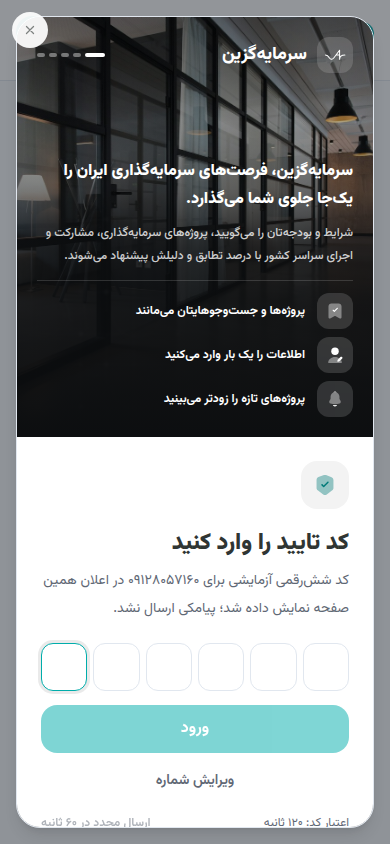 سرمایه‌گزین
سرمایه‌گزین، فرصت‌های سرمایه‌گذاری ایران را
یک‌جا جلوی شما می‌گذارد.
شرایط و بودجه‌تان را می‌گویید، پروژه‌های سرمایه‌گذاری، مشارکت و
اجرای سراسر کشور با درصد تطابق و دلیلش پیشنهاد می‌شوند.
پروژه‌ها و جست‌وجوهایتان می‌مانند
اطلاعات را یک بار وارد می‌کنید
پروژه‌های تازه را زودتر می‌بینید
کد تایید را وارد کنید
کد شش‌رقمی آزمایشی برای ۰۹۱۲۸۰۵۷۱۶۰ در اعلان همین
صفحه نمایش داده شد؛ پیامکی ارسال نشد.
ورود
ویرایش شماره
اعتبار کد: ۱۲۰ ثانیه
ارسال مجدد در ۶۰ ثانیه